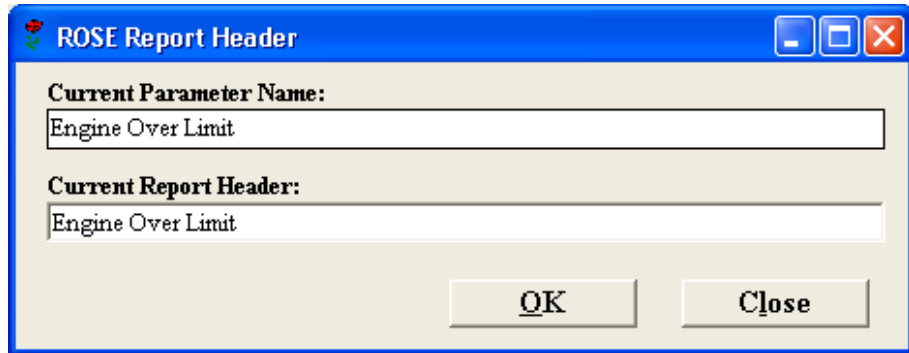 ROSE Report Header
Current Parameter Name:
Engine Over Limit
Current Report Header:
Engine Over Limit
OK Close